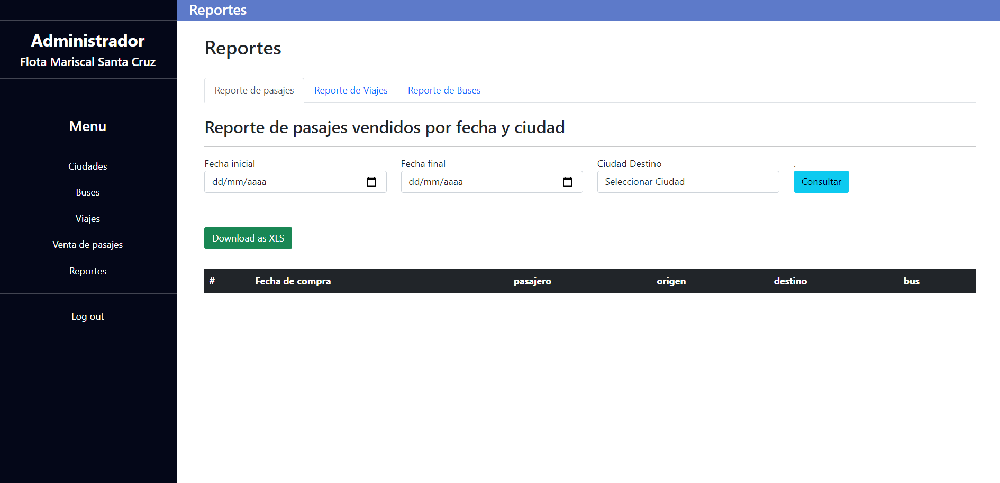 Reportes
Administrador
Flota Mariscal Santa Cruz
Menu
Ciudades
Buses
Viajes
Venta de pasajes
Reportes
Log out
Reportes
Reporte de pasajes Reporte de Viajes Reporte de Buses
Reporte de pasajes vendidos por fecha y ciudad
Fecha inicial Fecha final Ciudad Destino .
dd/mm/aaaa dd/mm/aaaa Seleccionar Ciudad Consultar
Download as XLS
# Fecha de compra pasajero origen destino bus